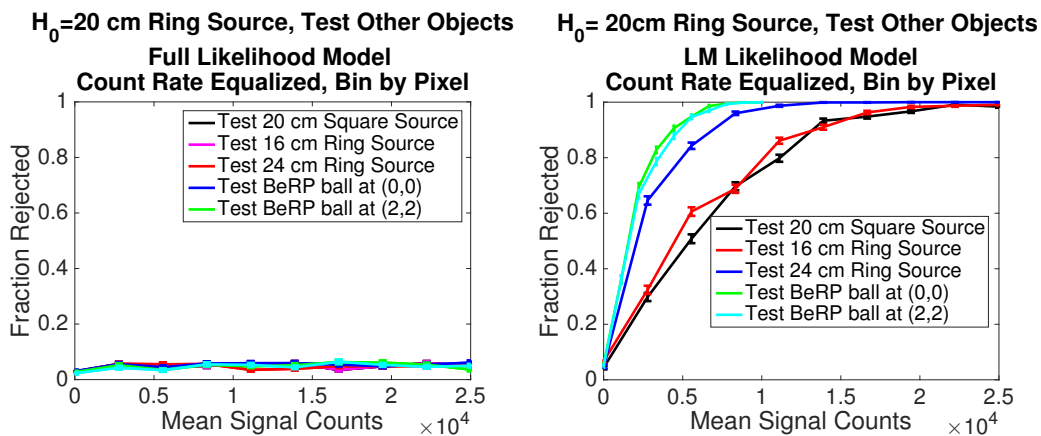 H0=20 cm Ring Source, Test Other Objects
Full Likelihood Model
Count Rate Equalized, Bin by Pixel
Fraction Rejected
1
0.8
0.6
0.4
0.2
0
Test 20 cm Square Source
Test 16 cm Ring Source
Test 24 cm Ring Source
Test BeRP ball at (0,0)
Test BeRP ball at (2,2)
0 0.5 1 1.5 2 2.5
Mean Signal Counts ×10^4
H0= 20cm Ring Source, Test Other Objects
LM Likelihood Model
Count Rate Equalized, Bin by Pixel
Fraction Rejected
1
0.8
0.6
0.4
0.2
0
Test 20 cm Square Source
Test 16 cm Ring Source
Test 24 cm Ring Source
Test BeRP ball at (0,0)
Test BeRP ball at (2,2)
0 0.5 1 1.5 2 2.5
Mean Signal Counts ×10^4